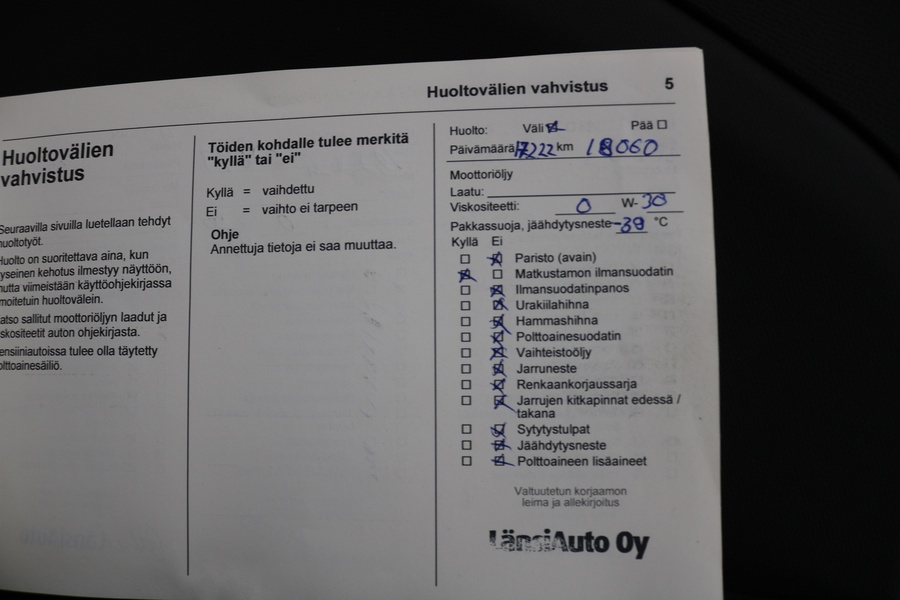 Huoltovälien vahvistus 5
Huoltovälien
vahvistus
Seuraavilla sivuilla luetellaan tehdyt
huoltotyöt.
Huolto on suoritettava aina, kun
kyseinen kehotus ilmestyy näyttöön,
mutta viimeistään käyttöohjekirjassa
ilmoitetuin huoltovälein.
Katso sallitut moottoriöljyn laadut ja
viskositeetit auton ohjekirjasta.
Bensiiniautoissa tulee olla täytetty
polttoainesäiliö.
Töiden kohdalle tulee merkitä
"kyllä" tai "ei"
Kyllä = vaihdettu
Ei = vaihto ei tarpeen
Ohje
Annettuja tietoja ei saa muuttaa.
Huolto: Väli Pää
Päivämäärä km 18060
Moottoriöljy
Laatu:
Viskositeetti: 0 W-30
Pakkassuoja, jäähdytysneste -39 °C
Kyllä Ei
Paristo (avain)
Matkustamon ilmansuodatin
Ilmansuodatinpanos
Urakiilahihna
Hammashihna
Polttoainesuodatin
Vaihteistoöljy
Jarruneste
Renkaankorjaussarja
Jarrujen kitkapinnat edessä /
takana
Sytytystulpat
Jäähdytysneste
Polttoaineen lisäaineet
Valtuutetun korjaamon
leima ja allekirjoitus
LänsiAuto Oy